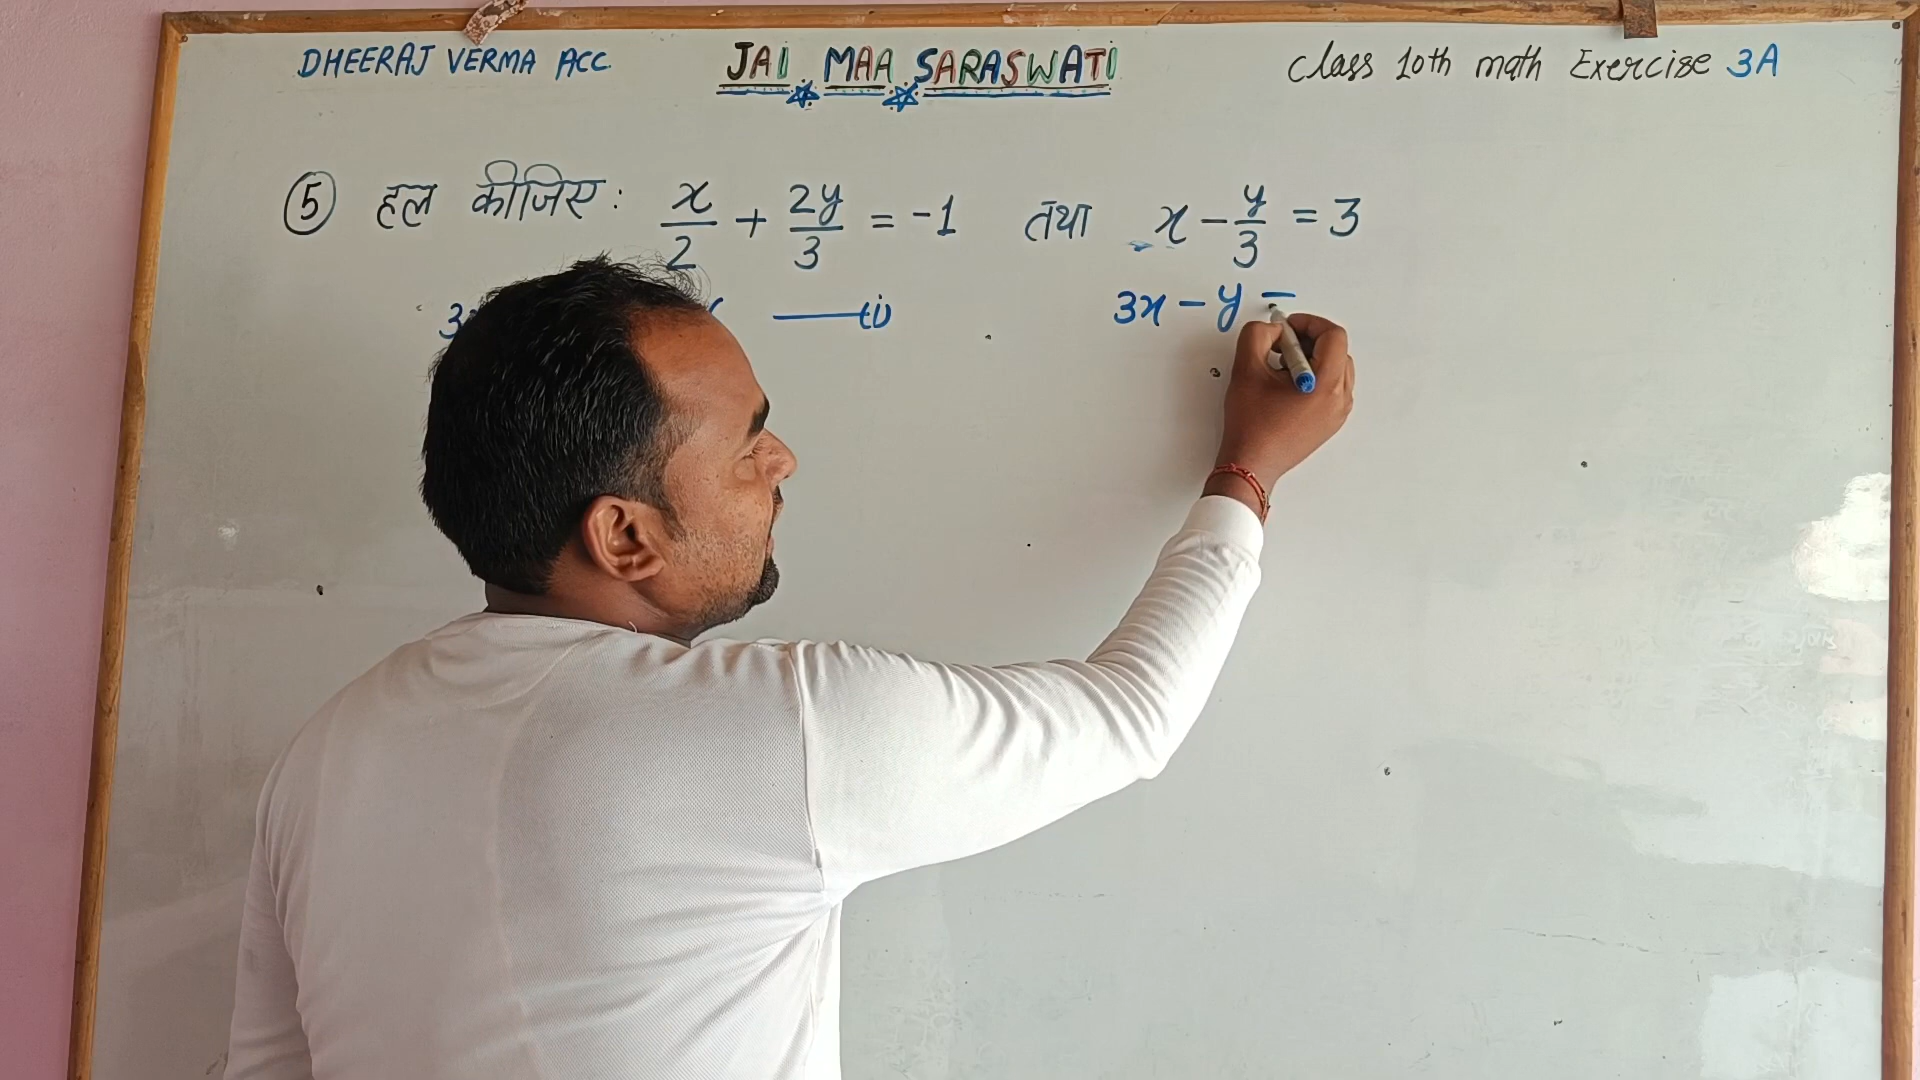 DHEERAJ VERMA ACC JAI MAA SARASWATI Class 10th math Exercise 3A
⑤ हल कीजिए : x/2 + 2y/3 = -1 तथा x - y/3 = 3
(i) 3x - y =